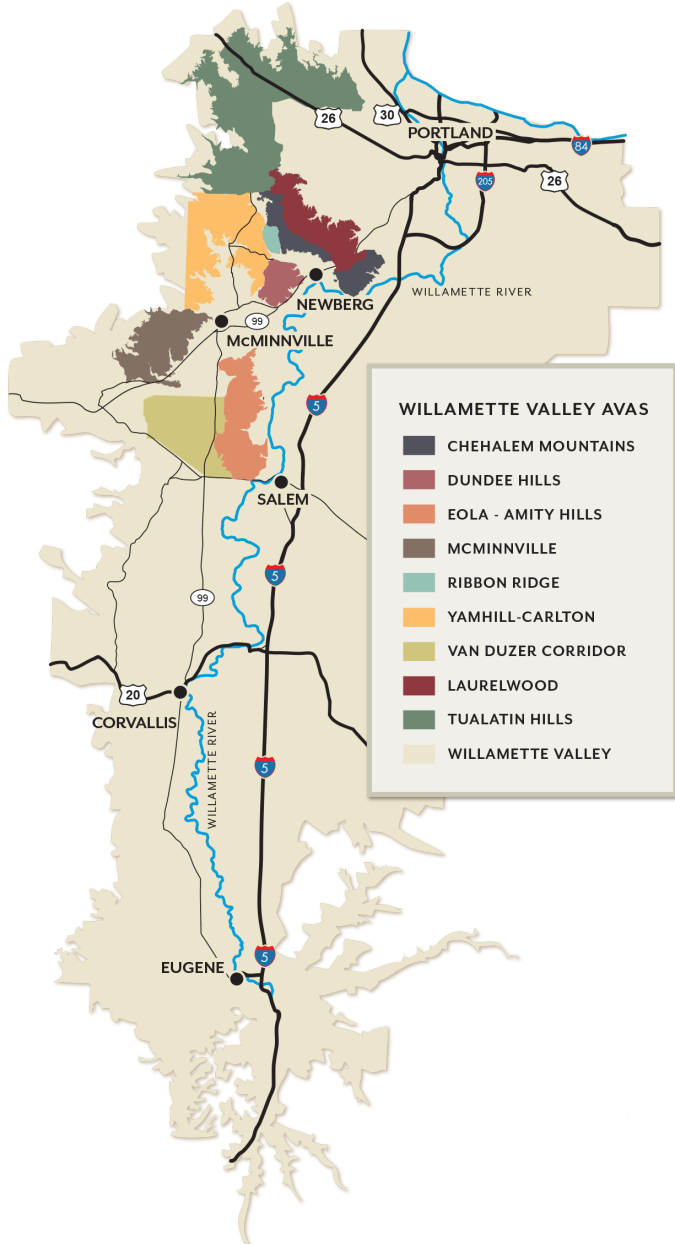 26
30
PORTLAND
84
205
26
WILLAMETTE RIVER
NEWBERG
99
McMINNVILLE
5
WILLAMETTE VALLEY AVAS
CHEHALEM MOUNTAINS
DUNDEE HILLS
EOLA - AMITY HILLS
MCMINNVILLE
RIBBON RIDGE
YAMHILL-CARLTON
VAN DUZER CORRIDOR
LAURELWOOD
TUALATIN HILLS
WILLAMETTE VALLEY
SALEM
5
99
20
CORVALLIS
WILLAMETTE RIVER
5
5
EUGENE